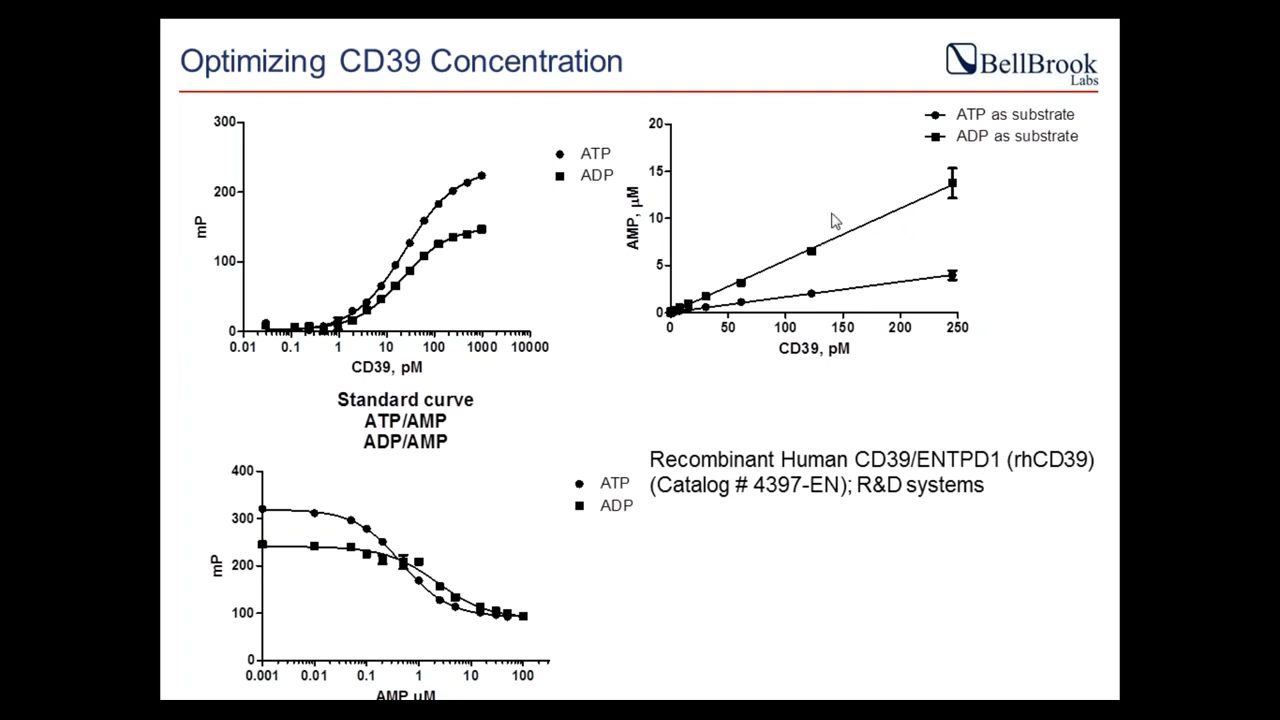 Optimizing CD39 Concentration
BellBrook
Labs
300
200
100
0
mP
0.01 0.1 1 10 100 1000 10000
CD39, pM
ATP
ADP
20
15
10
5
0
AMP, µM
0 50 100 150 200 250
CD39, pM
ATP as substrate
ADP as substrate
Standard curve
ATP/AMP
ADP/AMP
400
300
200
100
0
mP
0.001 0.01 0.1 1 10 100
AMP µM
ATP
ADP
Recombinant Human CD39/ENTPD1 (rhCD39)
(Catalog # 4397-EN); R&D systems